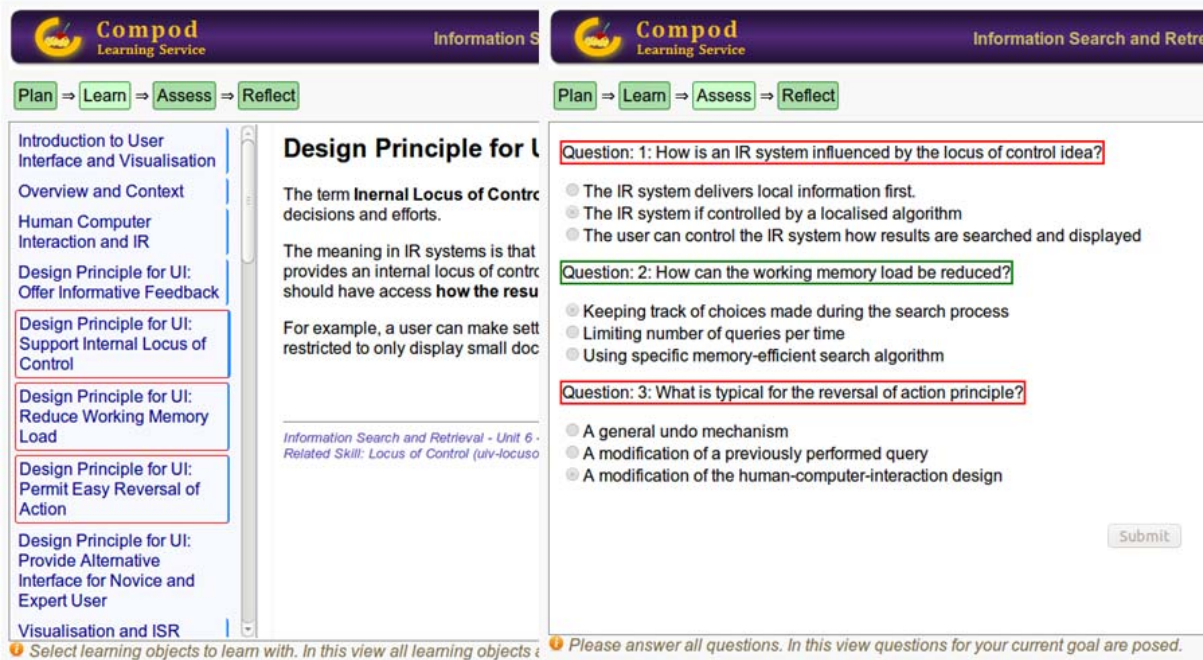 Compod
Learning Service
Information S
Plan ⇒ Learn ⇒ Assess ⇒ Reflect
Introduction to User
Interface and Visualisation
Overview and Context
Human Computer
Interaction and IR
Design Principle for UI:
Offer Informative Feedback
Design Principle for UI:
Support Internal Locus of
Control
Design Principle for UI:
Reduce Working Memory
Load
Design Principle for UI:
Permit Easy Reversal of
Action
Design Principle for UI:
Provide Alternative
Interface for Novice and
Expert User
Visualisation and ISR
Design Principle for U
The term Inernal Locus of Contro
decisions and efforts.
The meaning in IR systems is that
provides an internal locus of contro
should have access how the resu
For example, a user can make sett
restricted to only display small doc
Information Search and Retrieval - Unit 6 -
Related Skill: Locus of Control (uiv-locuso
Select learning objects to learn with. In this view all learning objects a
Compod
Learning Service
Information Search and Retre
Plan ⇒ Learn ⇒ Assess ⇒ Reflect
Question: 1: How is an IR system influenced by the locus of control idea?
The IR system delivers local information first.
The IR system if controlled by a localised algorithm
The user can control the IR system how results are searched and displayed
Question: 2: How can the working memory load be reduced?
Keeping track of choices made during the search process
Limiting number of queries per time
Using specific memory-efficient search algorithm
Question: 3: What is typical for the reversal of action principle?
A general undo mechanism
A modification of a previously performed query
A modification of the human-computer-interaction design
Submit
Please answer all questions. In this view questions for your current goal are posed.